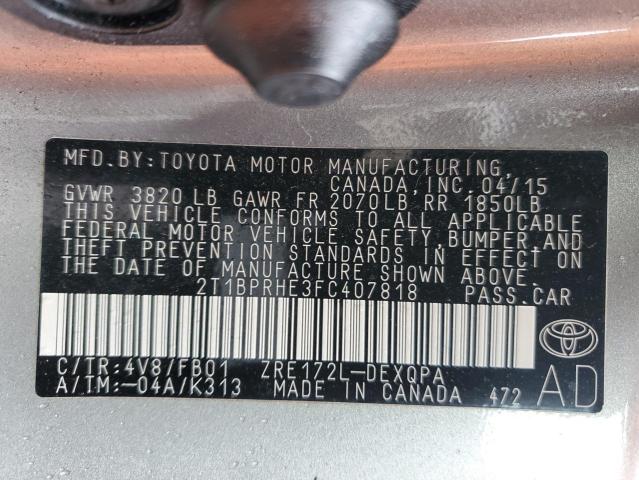 MFD.BY:TOYOTA MOTOR MANUFACTURING,
CANADA,INC. 04/15
GVWR 3820 LB GAWR FR 2070LB, RR 1850LB
THIS VEHICLE CONFORMS TO ALL APPLICABLE
FEDERAL MOTOR VEHICLE SAFETY,BUMPER,AND
THEFT PREVENTION STANDARDS IN EFFECT ON
THE DATE OF MANUFACTURE SHOWN ABOVE.
2T1BPRHE3FC407818 PASS.CAR
C/TR:4V8/FB01 ZRE172L-DEXQPA
A/TM:-04A/K313 MADE IN CANADA 472
AD